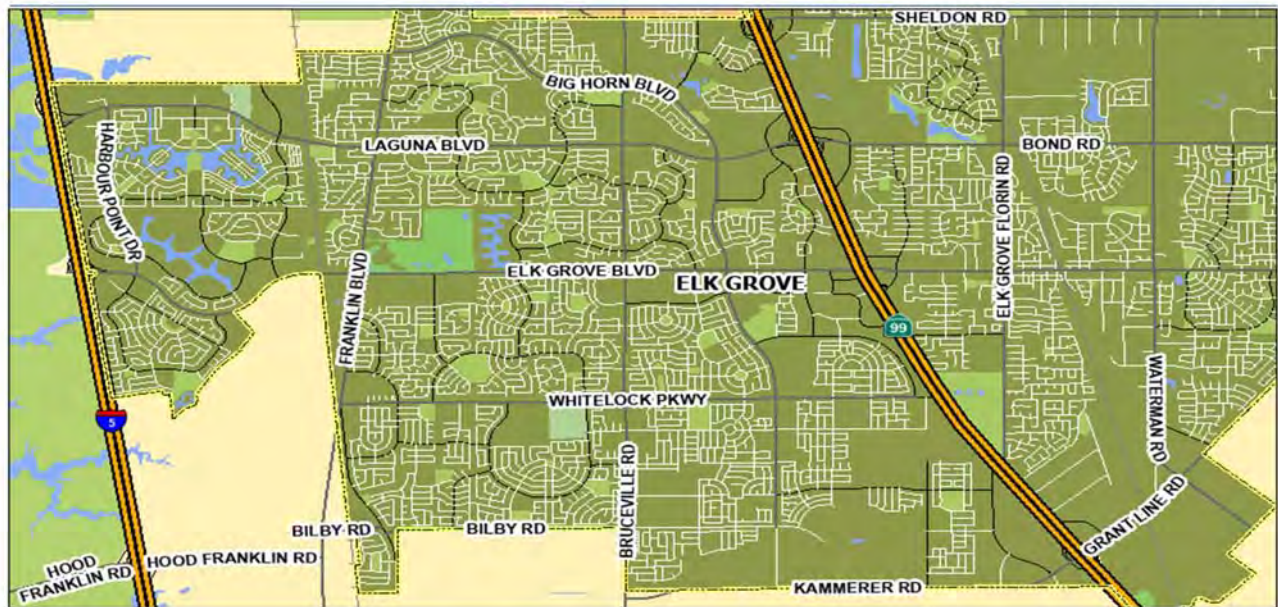 SHELDON RD
BIG HORN BLVD
LAGUNA BLVD
BOND RD
HARBOUR POINT DR
ELK GROVE FLORIN RD
FRANKLIN BLVD
ELK GROVE BLVD
ELK GROVE
99
WATERMAN RD
WHITELOCK PKWY
5
BRUCEVILLE RD
GRANT LINE RD
BILBY RD
BILBY RD
HOOD
FRANKLIN RD
HOOD FRANKLIN RD
KAMMERER RD